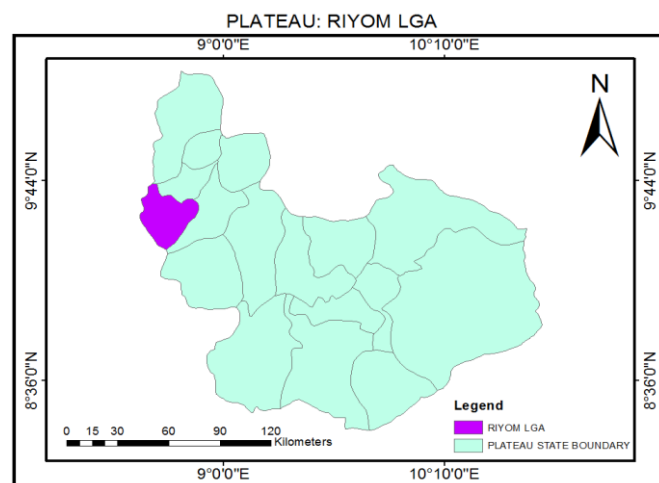 PLATEAU: RIYOM LGA
9°0'0"E 10°10'0"E
N
9°44'0"N 9°44'0"N
8°36'0"N 8°36'0"N
Legend
RIYOM LGA
PLATEAU STATE BOUNDARY
0 15 30 60 90 120
Kilometers
9°0'0"E 10°10'0"E